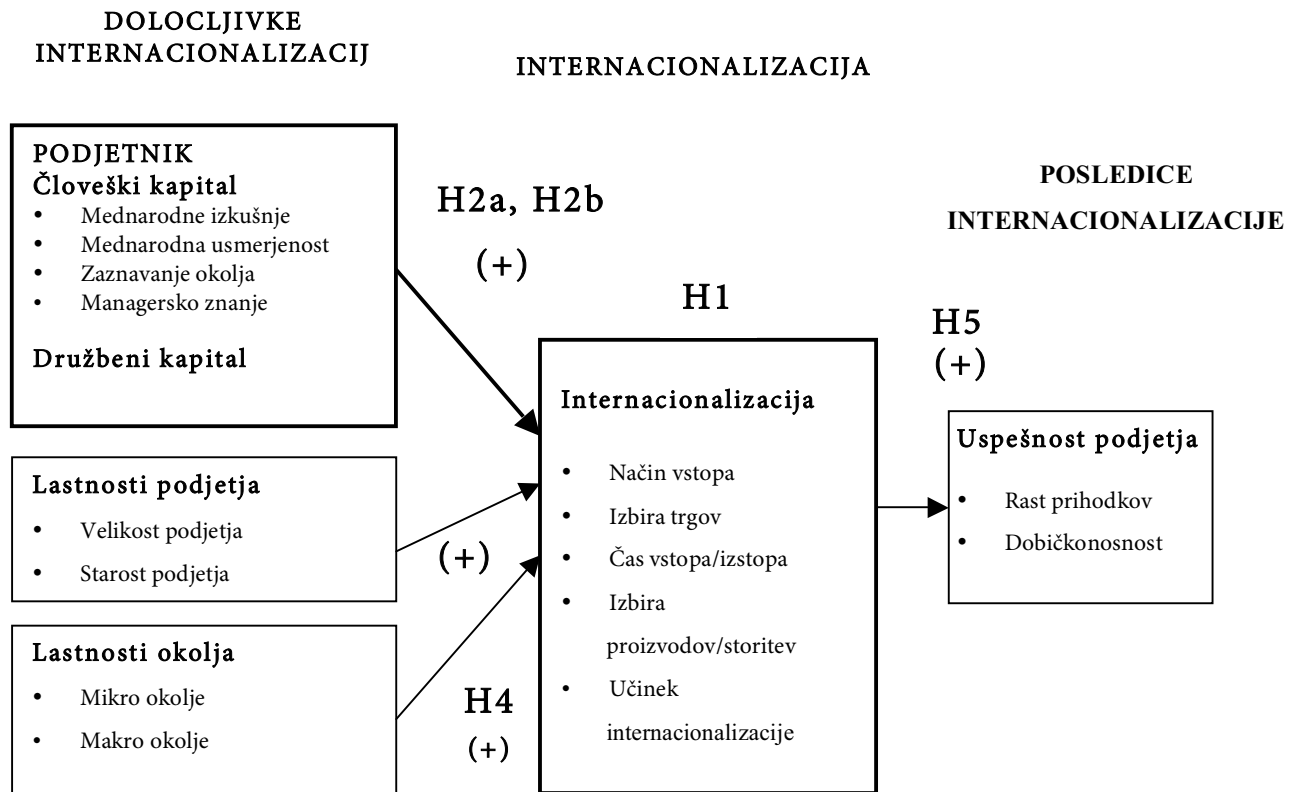 DOLOCLJIVKE
INTERNACIONALIZACIJ
INTERNACIONALIZACIJA
POSLEDICE
INTERNACIONALIZACIJE
PODJETNIK
Človeški kapital
• Mednarodne izkušnje
• Mednarodna usmerjenost
• Zaznavanje okolja
• Managersko znanje
Družbeni kapital
H2a, H2b
(+)
Lastnosti podjetja
• Velikost podjetja
• Starost podjetja
(+)
Lastnosti okolja
• Mikro okolje
• Makro okolje
H4
(+)
H1
Internacionalizacija
• Način vstopa
• Izbira trgov
• Čas vstopa/izstopa
• Izbira
proizvodov/storitev
• Učinek
internacionalizacije
H5
(+)
Uspešnost podjetja
• Rast prihodkov
• Dobičkonosnost